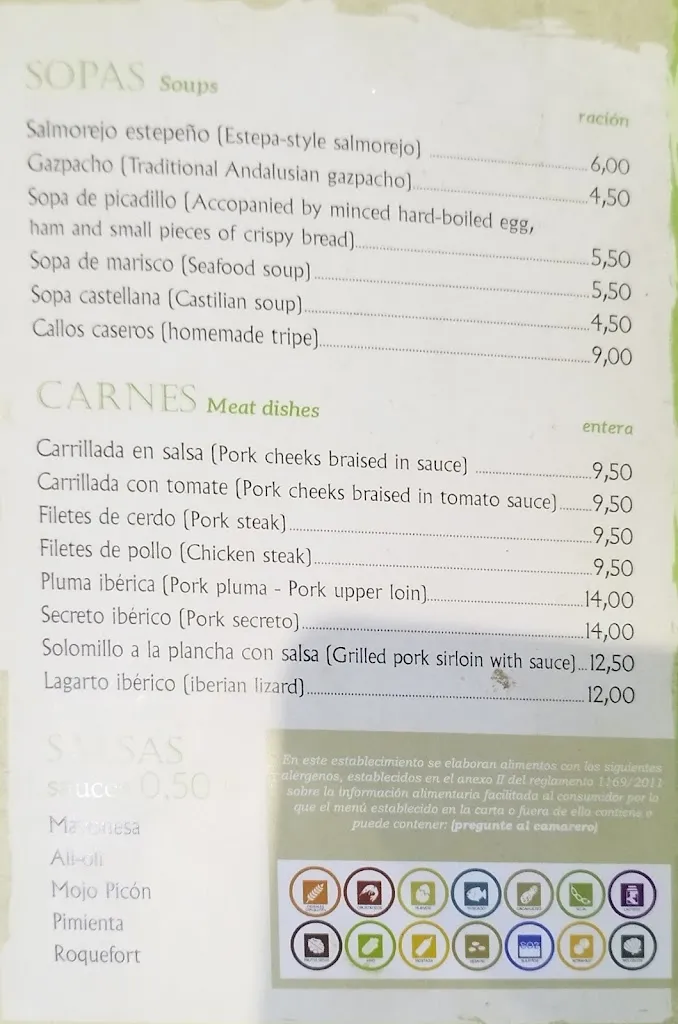 SOPAS Soups
ración
Salmorejo estepeño (Estepa-style salmorejo) 6,00
Gazpacho (Traditional Andalusian gazpacho) 4,50
Sopa de picadillo (Accopanied by minced hard-boiled egg,
ham and small pieces of crispy bread) 5,50
Sopa de marisco (Seafood soup) 5,50
Sopa castellana (Castilian soup) 4,50
Callos caseros (homemade tripe) 9,00
CARNES Meat dishes
entera
Carrillada en salsa (Pork cheeks braised in sauce) 9,50
Carrillada con tomate (Pork cheeks braised in tomato sauce) 9,50
Filetes de cerdo (Pork steak) 9,50
Filetes de pollo (Chicken steak) 9,50
Pluma ibérica (Pork pluma - Pork upper loin) 14,00
Secreto ibérico (Pork secreto) 14,00
Solomillo a la plancha con salsa (Grilled pork sirloin with sauce) 12,50
Lagarto ibérico (iberian lizard) 12,00
SALSAS
sauces 0,50
Mayonesa
Ali-oli
Mojo Picón
Pimienta
Roquefort
En este establecimiento se elaboran alimentos con los siguientes
alérgenos, establecidos en el anexo II del reglamento 1169/2011
sobre la información alimentaria facilitada al consumidor por lo
que el menú establecido en la carta o fuera de ella contiene o
puede contener: (pregunte al camarero)